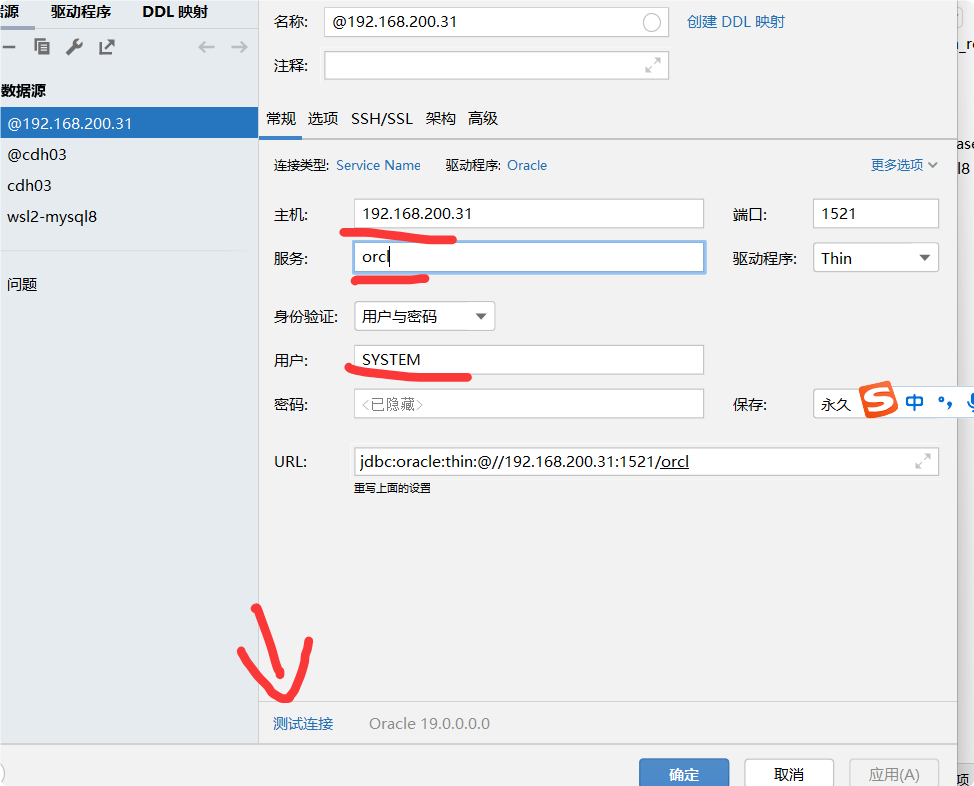 源 驱动程序 DDL 映射
数据源
@192.168.200.31
@cdh03
cdh03
wsl2-mysql8
问题
名称: @192.168.200.31 创建 DDL 映射
注释:
常规 选项 SSH/SSL 架构 高级
连接类型: Service Name 驱动程序: Oracle 更多选项
主机: 192.168.200.31 端口: 1521
服务: orcl 驱动程序: Thin
身份验证: 用户与密码
用户: SYSTEM
密码: <已隐藏> 保存: 永久
中
URL: jdbc:oracle:thin:@//192.168.200.31:1521/orcl
重写上面的设置
测试连接 Oracle 19.0.0.0.0
确定 取消 应用(A)
l8
项